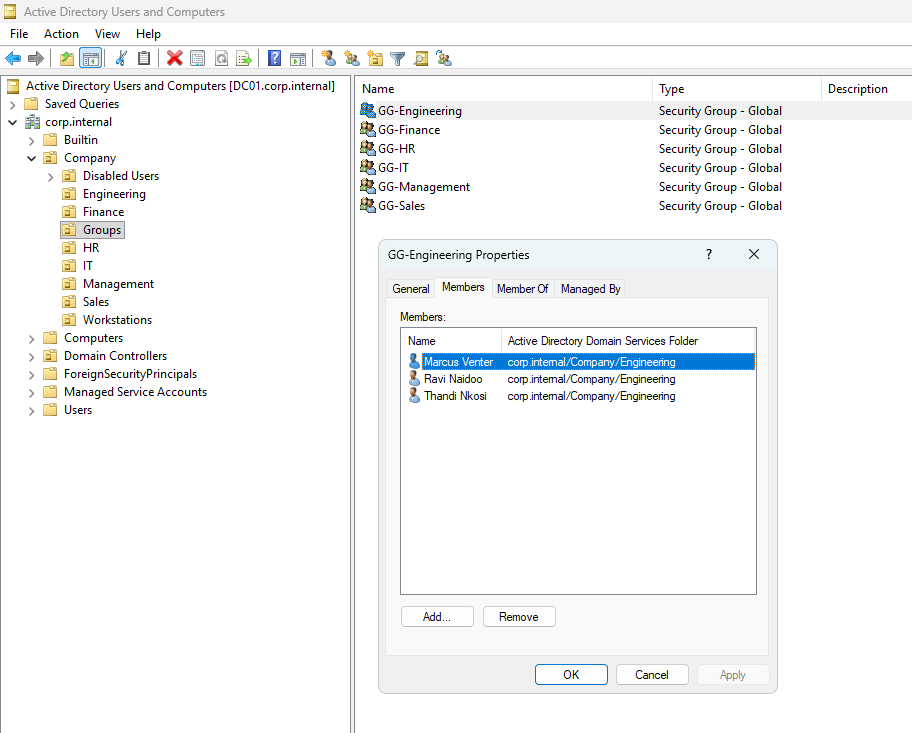 Active Directory Users and Computers
File Action View Help
Active Directory Users and Computers [DC01.corp.internal]
Saved Queries
corp.internal
Builtin
Company
Disabled Users
Engineering
Finance
Groups
HR
IT
Management
Sales
Workstations
Computers
Domain Controllers
ForeignSecurityPrincipals
Managed Service Accounts
Users
Name Type Description
GG-Engineering Security Group - Global
GG-Finance Security Group - Global
GG-HR Security Group - Global
GG-IT Security Group - Global
GG-Management Security Group - Global
GG-Sales Security Group - Global
GG-Engineering Properties
General Members Member Of Managed By
Members:
Name Active Directory Domain Services Folder
Marcus Venter corp.internal/Company/Engineering
Ravi Naidoo corp.internal/Company/Engineering
Thandi Nkosi corp.internal/Company/Engineering
Add... Remove
OK Cancel Apply